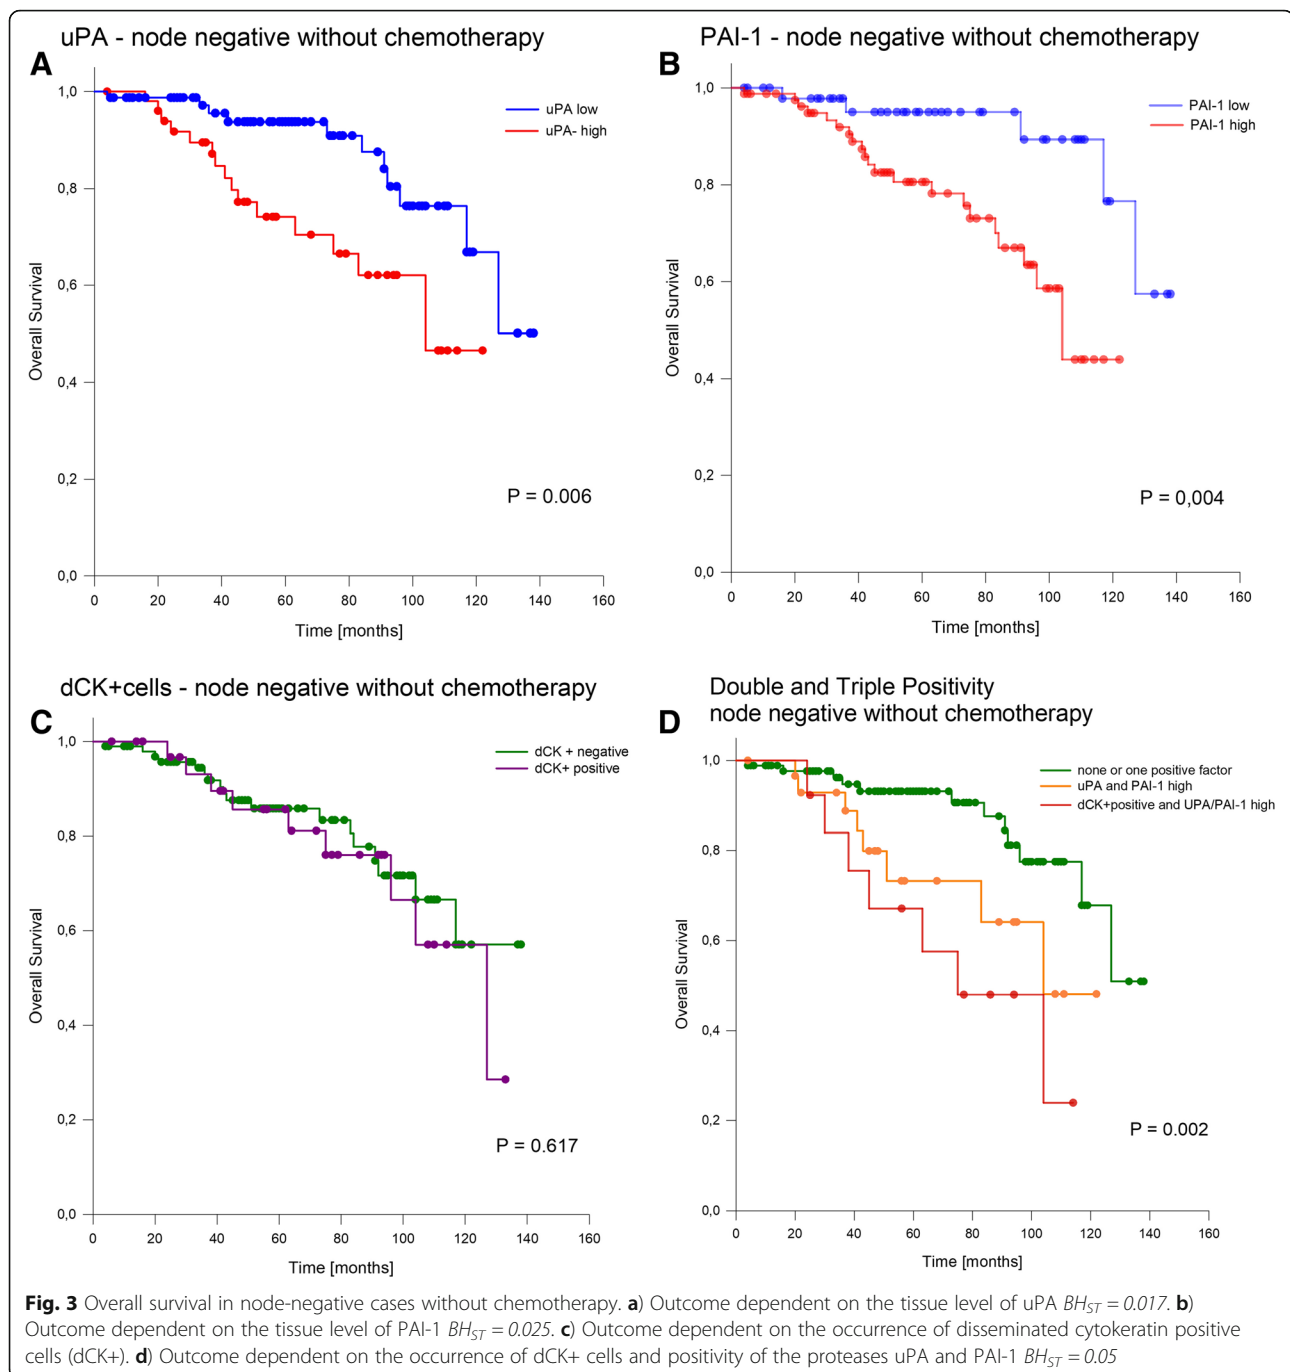 uPA - node negative without chemotherapy
A
1,0
0,8
0,6
0,4
0,2
0,0
0 20 40 60 80 100 120 140 160
Overall Survival
Time [months]
uPA low
uPA- high
P = 0.006
PAI-1 - node negative without chemotherapy
B
1,0
0,8
0,6
0,4
0,2
0,0
0 20 40 60 80 100 120 140 160
Overall Survival
Time [months]
PAI-1 low
PAI-1 high
P = 0,004
dCK+cells - node negative without chemotherapy
C
1,0
0,8
0,6
0,4
0,2
0,0
0 20 40 60 80 100 120 140 160
Overall Survival
Time [months]
dCK + negative
dCK+ positive
P = 0.617
Double and Triple Positivity
node negative without chemotherapy
D
1,0
0,8
0,6
0,4
0,2
0,0
0 20 40 60 80 100 120 140 160
Overall Survival
Time [months]
none or one positive factor
uPA and PAI-1 high
dCK+positive and UPA/PAI-1 high
P = 0.002
Fig. 3 Overall survival in node-negative cases without chemotherapy. a) Outcome dependent on the tissue level of uPA BH_ST = 0.017. b)
Outcome dependent on the tissue level of PAI-1 BH_ST = 0.025. c) Outcome dependent on the occurrence of disseminated cytokeratin positive
cells (dCK+). d) Outcome dependent on the occurrence of dCK+ cells and positivity of the proteases uPA and PAI-1 BH_ST = 0.05